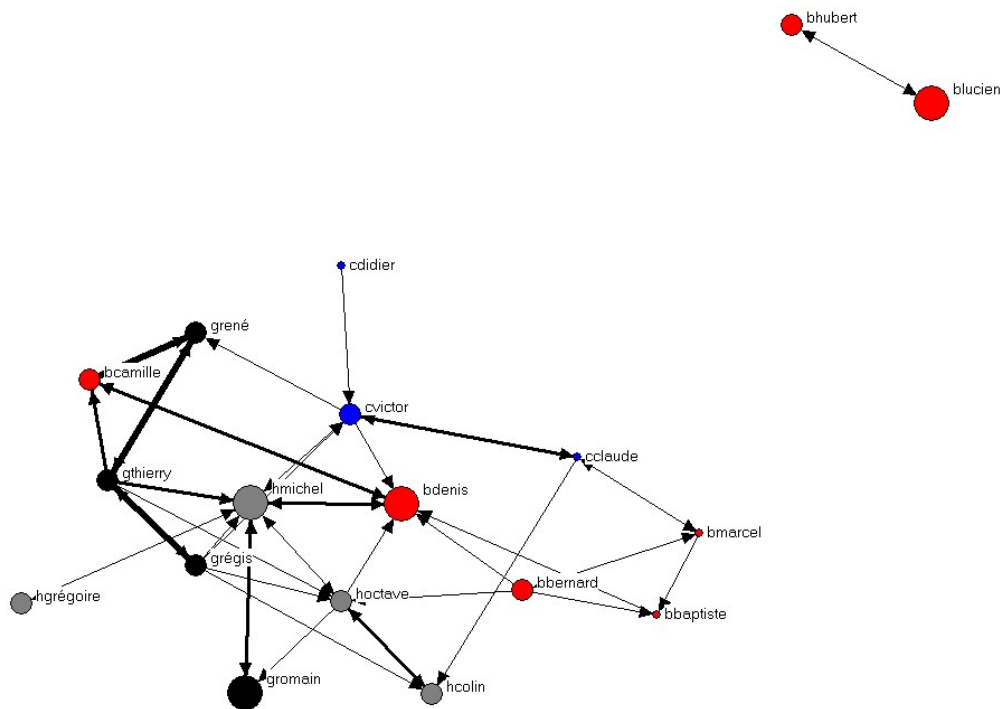 bhubert
blucien
cdidier
grené
bcamille
cvictor
cclaude
gthierry
hmichel
bdenis
bmarcel
grégis
bbernard
hgrégoire
hoctave
bbaptiste
gromain
hcolin